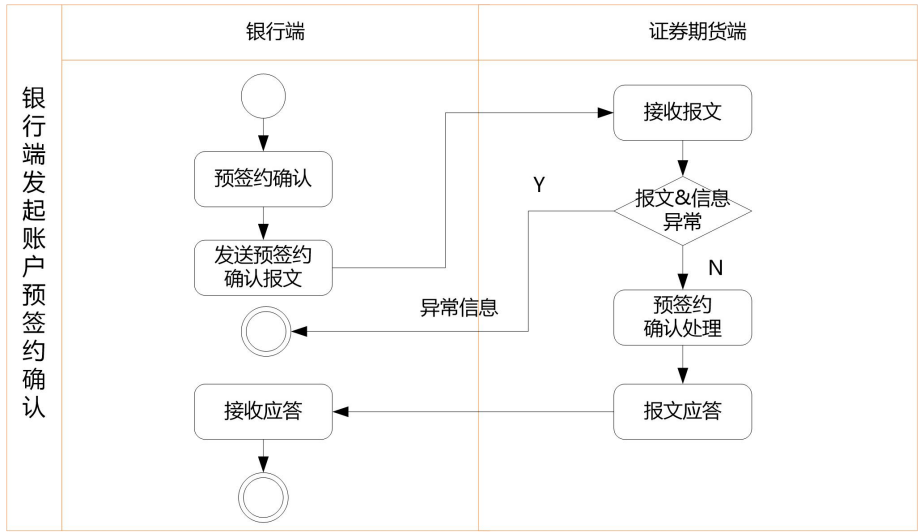 银行端
证券期货端
银行端发起账户预签约确认
预签约确认
发送预签约
确认报文
接收报文
报文&信息
异常
Y
N
异常信息
预签约
确认处理
报文应答
接收应答